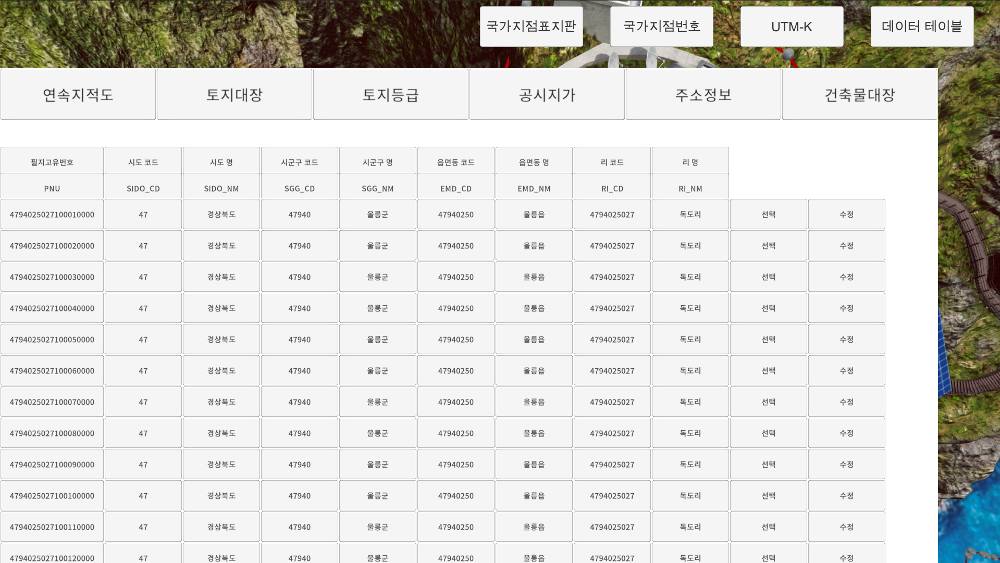 국가지점표지판 국가지점번호 UTM-K 데이터 테이블
연속지적도 토지대장 토지등급 공시지가 주소정보 건축물대장
필지고유번호 시도 코드 시도 명 시군구 코드 시군구 명 읍면동 코드 읍면동 명 리 코드 리 명
PNU SIDO_CD SIDO_NM SGG_CD SGG_NM EMD_CD EMD_NM RI_CD RI_NM
4794025027100010000 47 경상북도 47940 울릉군 47940250 울릉읍 4794025027 독도리 선택 수정
4794025027100020000 47 경상북도 47940 울릉군 47940250 울릉읍 4794025027 독도리 선택 수정
4794025027100030000 47 경상북도 47940 울릉군 47940250 울릉읍 4794025027 독도리 선택 수정
4794025027100040000 47 경상북도 47940 울릉군 47940250 울릉읍 4794025027 독도리 선택 수정
4794025027100050000 47 경상북도 47940 울릉군 47940250 울릉읍 4794025027 독도리 선택 수정
4794025027100060000 47 경상북도 47940 울릉군 47940250 울릉읍 4794025027 독도리 선택 수정
4794025027100070000 47 경상북도 47940 울릉군 47940250 울릉읍 4794025027 독도리 선택 수정
4794025027100080000 47 경상북도 47940 울릉군 47940250 울릉읍 4794025027 독도리 선택 수정
4794025027100090000 47 경상북도 47940 울릉군 47940250 울릉읍 4794025027 독도리 선택 수정
4794025027100100000 47 경상북도 47940 울릉군 47940250 울릉읍 4794025027 독도리 선택 수정
4794025027100110000 47 경상북도 47940 울릉군 47940250 울릉읍 4794025027 독도리 선택 수정
4794025027100120000 47 경상북도 47940 울릉군 47940250 울릉읍 4794025027 독도리 선택 수정